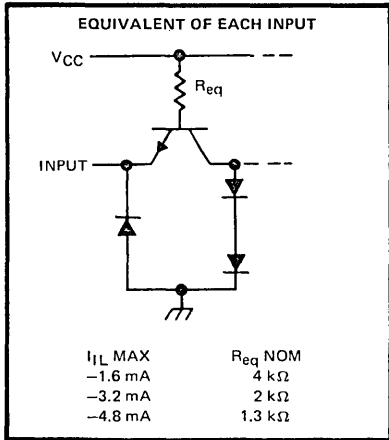 EQUIVALENT OF EACH INPUT
VCC
Req
INPUT
IIL MAX Req NOM
−1.6 mA 4 kΩ
−3.2 mA 2 kΩ
−4.8 mA 1.3 kΩ